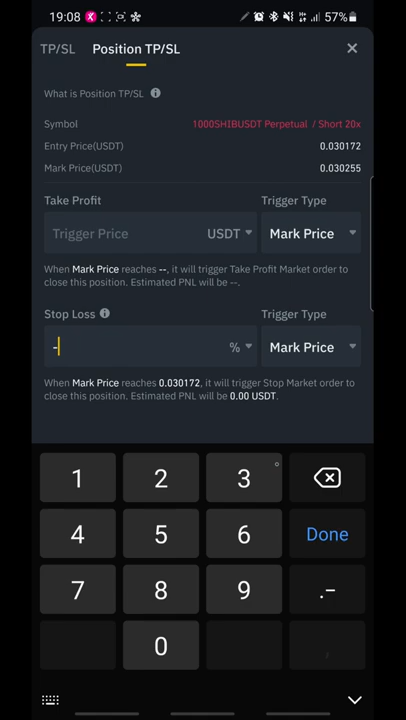 19:08 57%
TP/SL Position TP/SL
What is Position TP/SL
Symbol 1000SHIBUSDT Perpetual / Short 20x
Entry Price(USDT) 0.030172
Mark Price(USDT) 0.030255
Take Profit Trigger Type
Trigger Price USDT Mark Price
When Mark Price reaches --, it will trigger Take Profit Market order to
close this position. Estimated PNL will be --.
Stop Loss Trigger Type
- % Mark Price
When Mark Price reaches 0.030172, it will trigger Stop Market order to
close this position. Estimated PNL will be 0.00 USDT.
1 2 3
4 5 6 Done
7 8 9 .-
0 ,